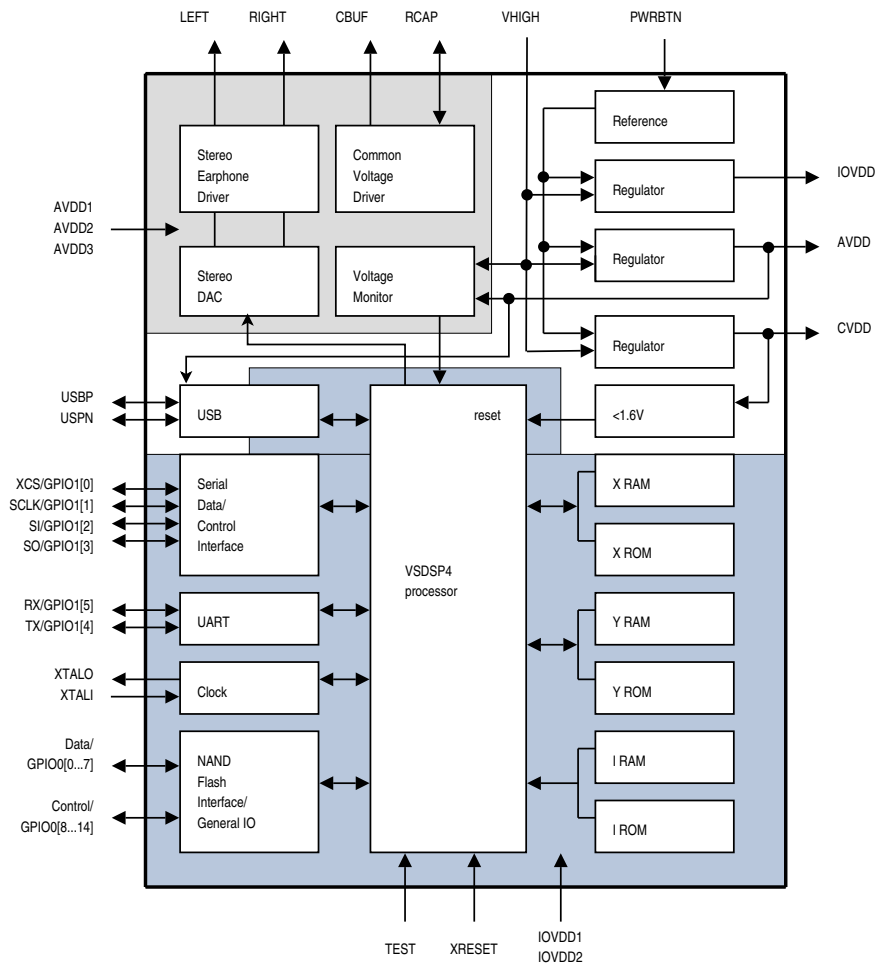 LEFT RIGHT CBUF RCAP VHIGH PWRBTN
Reference
Stereo
Earphone
Driver
Common
Voltage
Driver
Regulator
IOVDD
AVDD1
AVDD2
AVDD3
Regulator
AVDD
Stereo
DAC
Voltage
Monitor
Regulator
CVDD
USBP
USPN
USB
reset
<1.6V
XCS/GPIO1[0]
SCLK/GPIO1[1]
SI/GPIO1[2]
SO/GPIO1[3]
Serial
Data/
Control
Interface
X RAM
X ROM
VSDSP4
processor
RX/GPIO1[5]
TX/GPIO1[4]
UART
Y RAM
Y ROM
XTALO
XTALI
Clock
Data/
GPIO0[0...7]
Control/
GPIO0[8...14]
NAND
Flash
Interface/
General IO
I RAM
I ROM
TEST XRESET
IOVDD1
IOVDD2